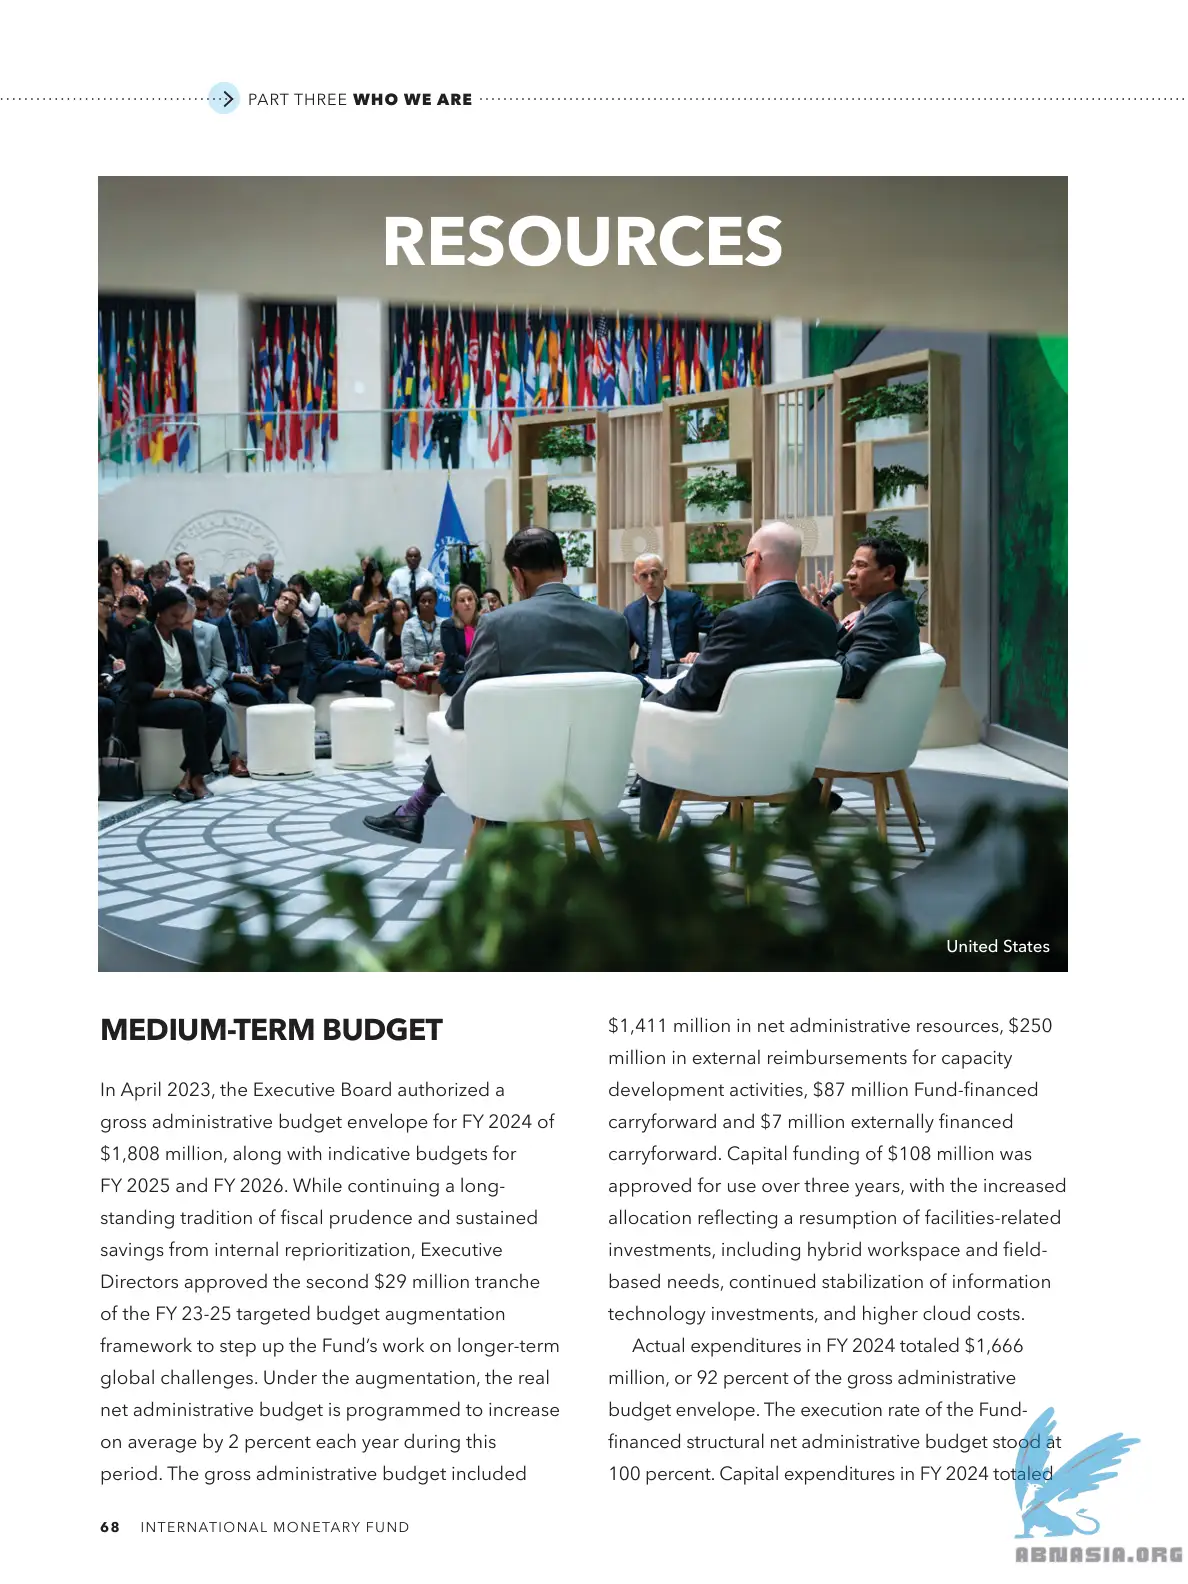 PART THREE WHO WE ARE
RESOURCES
United States
MEDIUM-TERM BUDGET
In April 2023, the Executive Board authorized a
gross administrative budget envelope for FY 2024 of
$1,808 million, along with indicative budgets for
FY 2025 and FY 2026. While continuing a long-
standing tradition of fiscal prudence and sustained
savings from internal reprioritization, Executive
Directors approved the second $29 million tranche
of the FY 23-25 targeted budget augmentation
framework to step up the Fund’s work on longer-term
global challenges. Under the augmentation, the real
net administrative budget is programmed to increase
on average by 2 percent each year during this
period. The gross administrative budget included
$1,411 million in net administrative resources, $250
million in external reimbursements for capacity
development activities, $87 million Fund-financed
carryforward and $7 million externally financed
carryforward. Capital funding of $108 million was
approved for use over three years, with the increased
allocation reflecting a resumption of facilities-related
investments, including hybrid workspace and field-
based needs, continued stabilization of information
technology investments, and higher cloud costs.
Actual expenditures in FY 2024 totaled $1,666
million, or 92 percent of the gross administrative
budget envelope. The execution rate of the Fund-
financed structural net administrative budget stood at
100 percent. Capital expenditures in FY 2024 totaled
68 INTERNATIONAL MONETARY FUND
ABNASIA.ORG